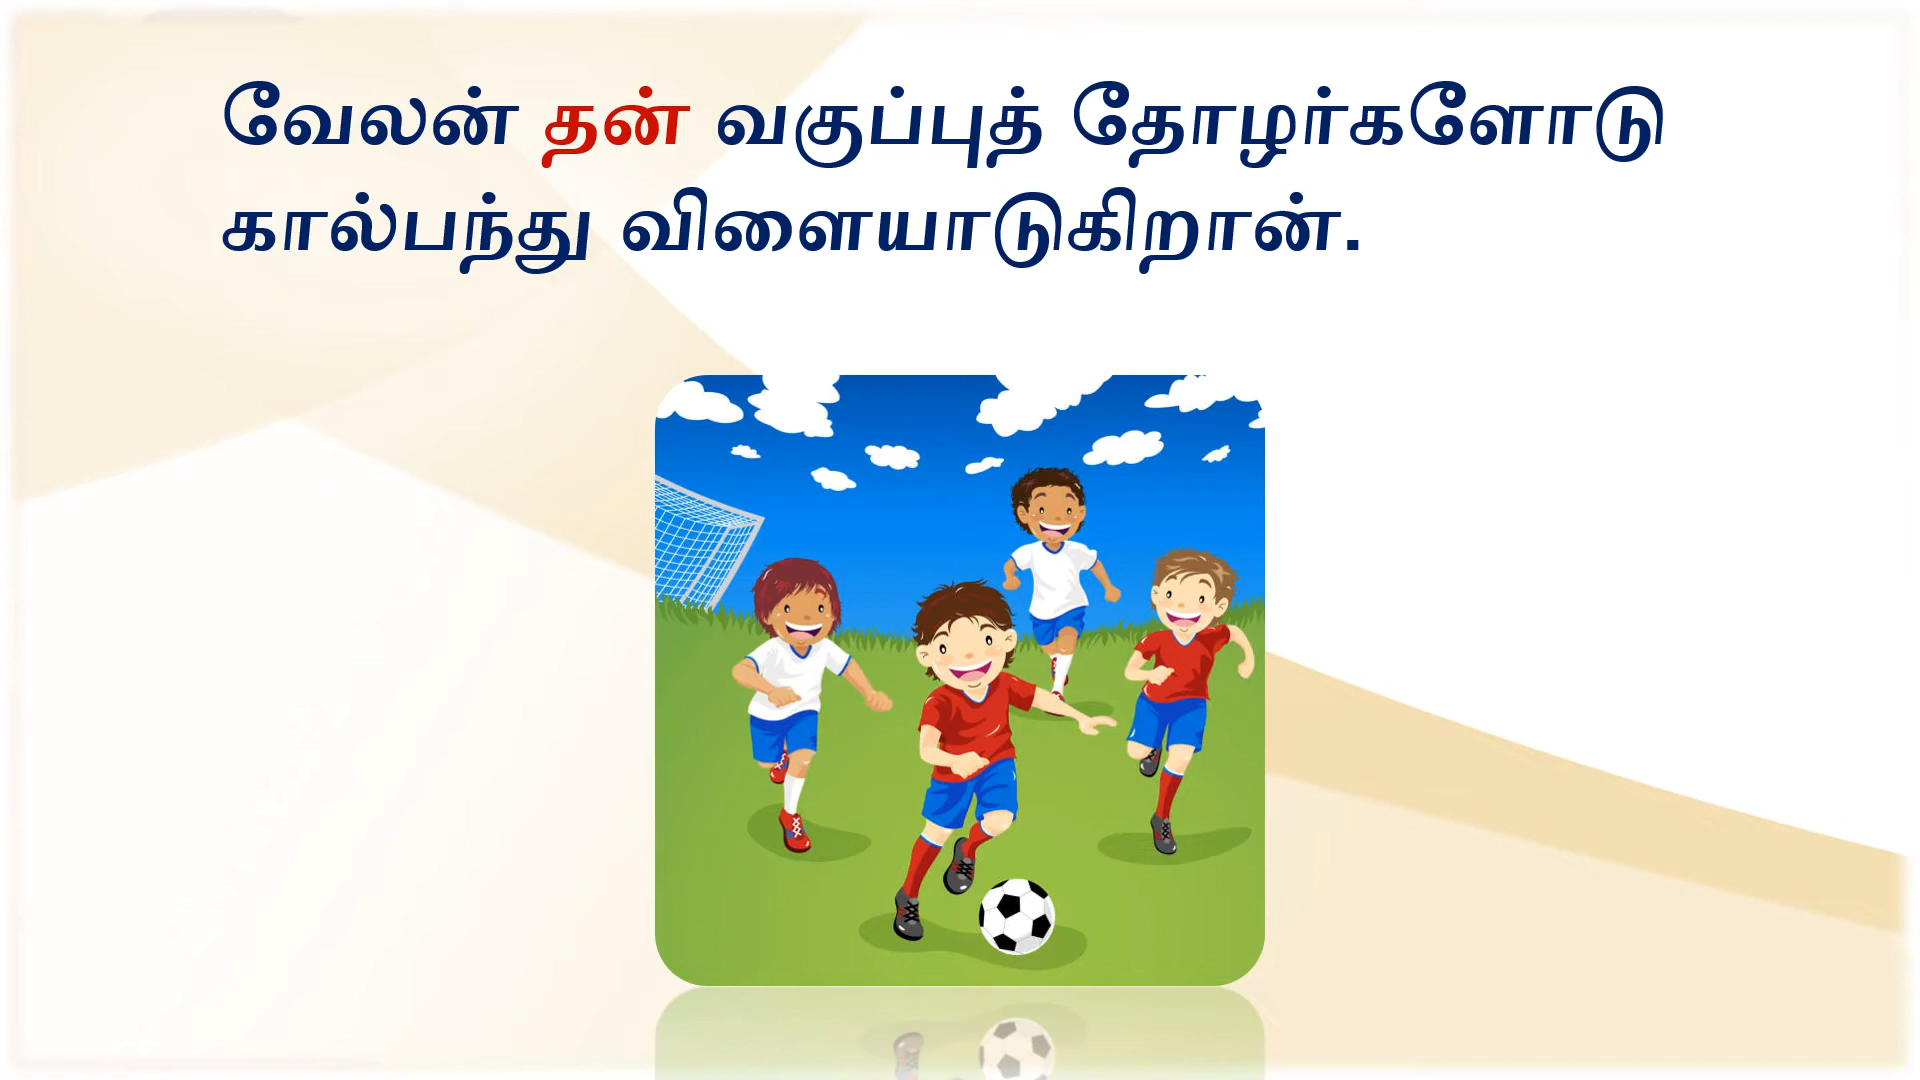 வேலன் தன் வகுப்புத் தோழர்களோடு
கால்பந்து விளையாடுகிறான்.